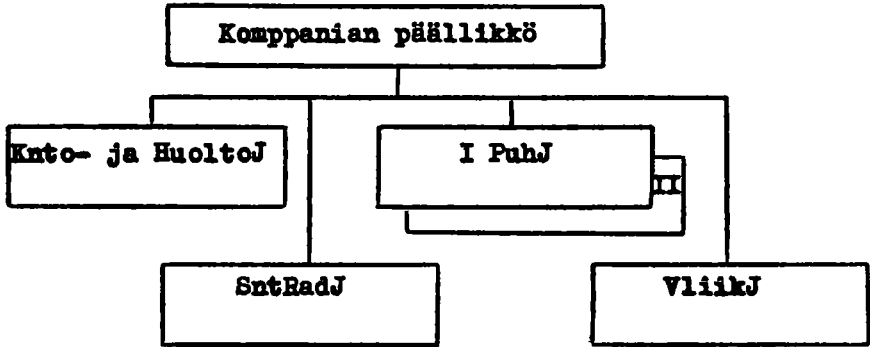 Komppanian päällikkö
Knto- ja HuoltoJ
I PuhJ
II
SntRadJ
VliikJ